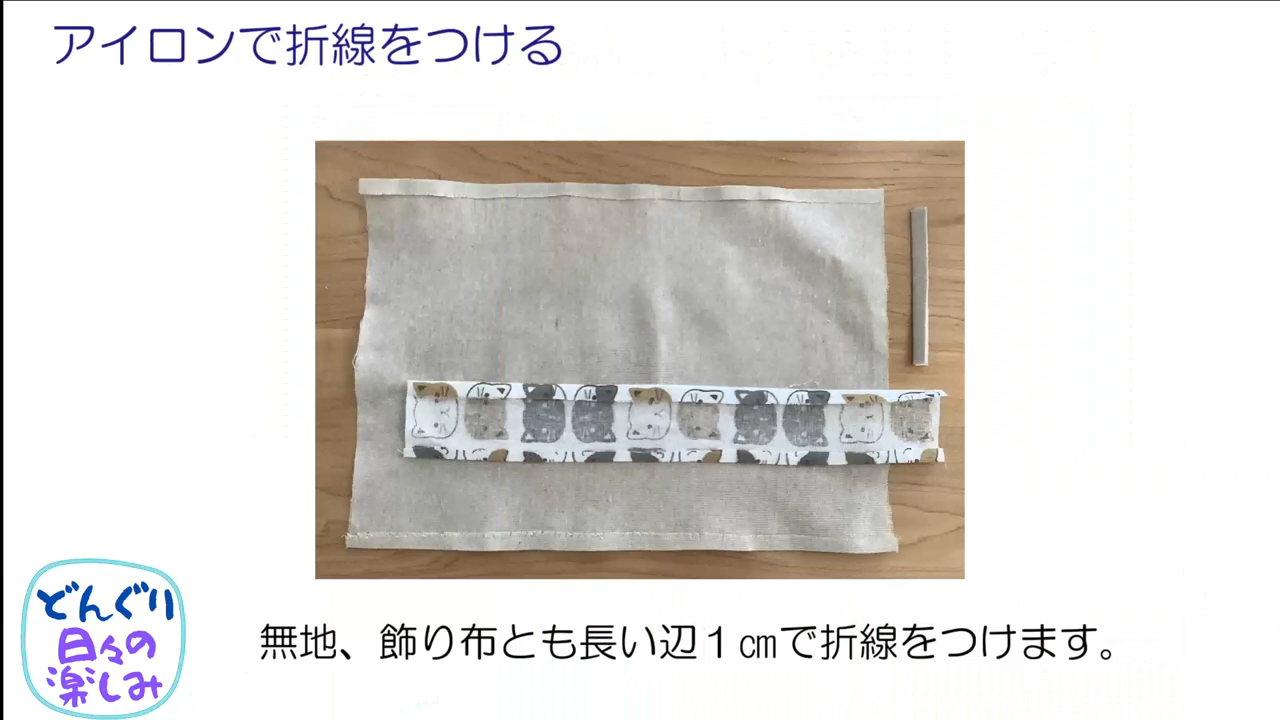 アイロンで折線をつける
無地、飾り布とも長い辺1㎝で折線をつけます。
どんぐり
日々の
楽しみ